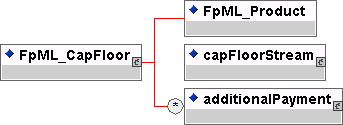 FpML_Product
FpML_CapFloor
capFloorStream
*
additionalPayment